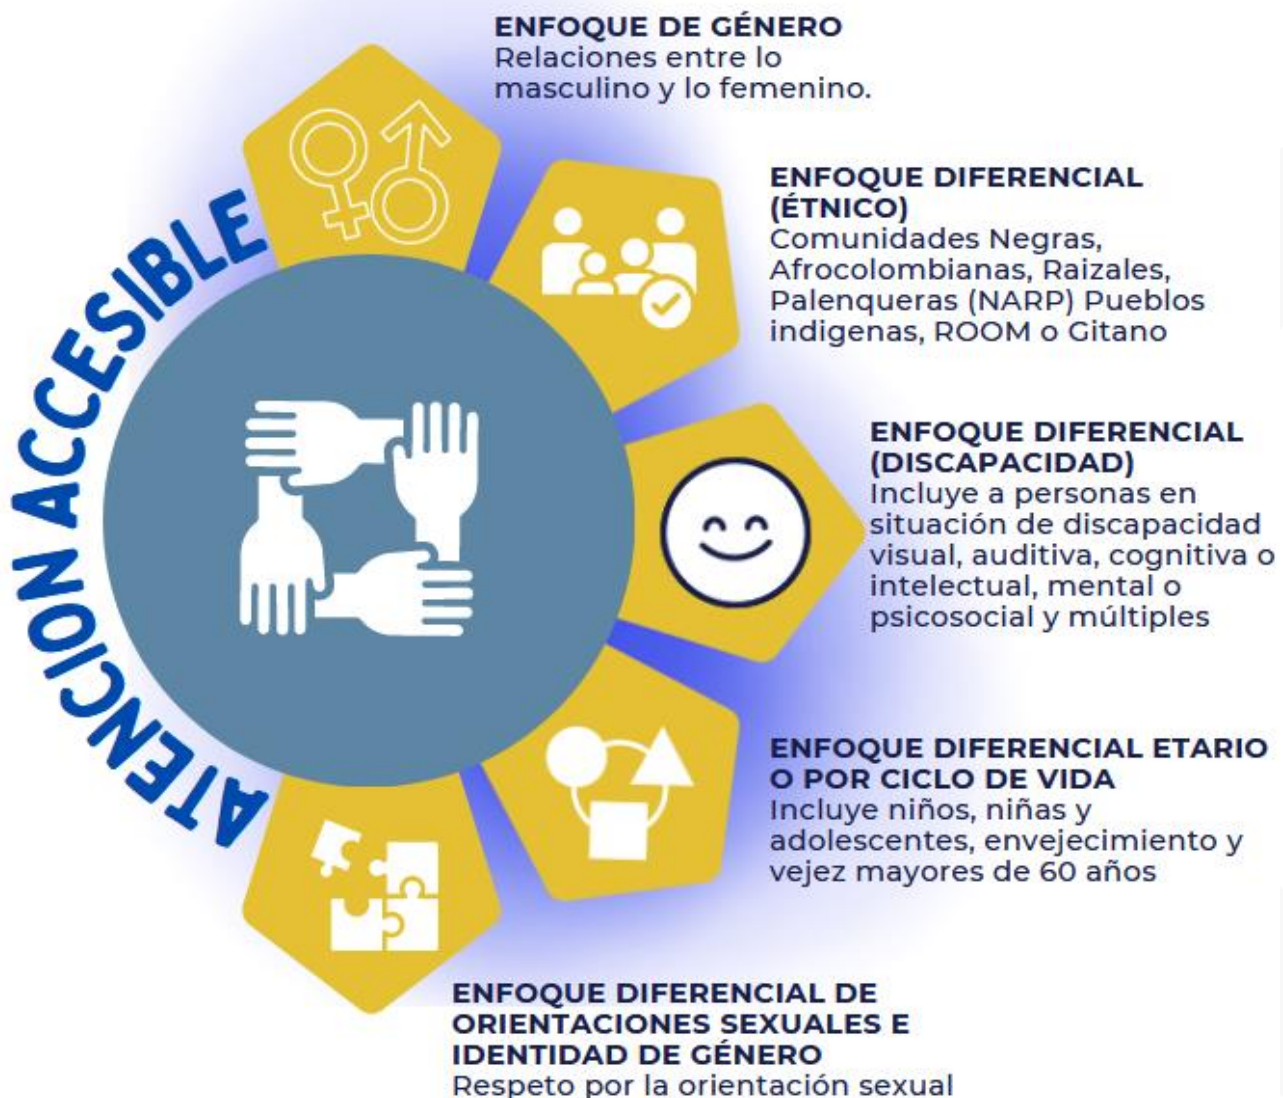 ENFOQUE DE GÉNERO
Relaciones entre lo
masculino y lo femenino.
ENFOQUE DIFERENCIAL
(ÉTNICO)
Comunidades Negras,
Afrocolombianas, Raizales,
Palenqueras (NARP) Pueblos
indigenas, ROOM o Gitano
ATENCION ACCESIBLE
ENFOQUE DIFERENCIAL
(DISCAPACIDAD)
Incluye a personas en
situación de discapacidad
visual, auditiva, cognitiva o
intelectual, mental o
psicosocial y múltiples
ENFOQUE DIFERENCIAL ETARIO
O POR CICLO DE VIDA
Incluye niños, niñas y
adolescentes, envejecimiento y
vejez mayores de 60 años
ENFOQUE DIFERENCIAL DE
ORIENTACIONES SEXUALES E
IDENTIDAD DE GÉNERO
Respeto por la orientación sexual